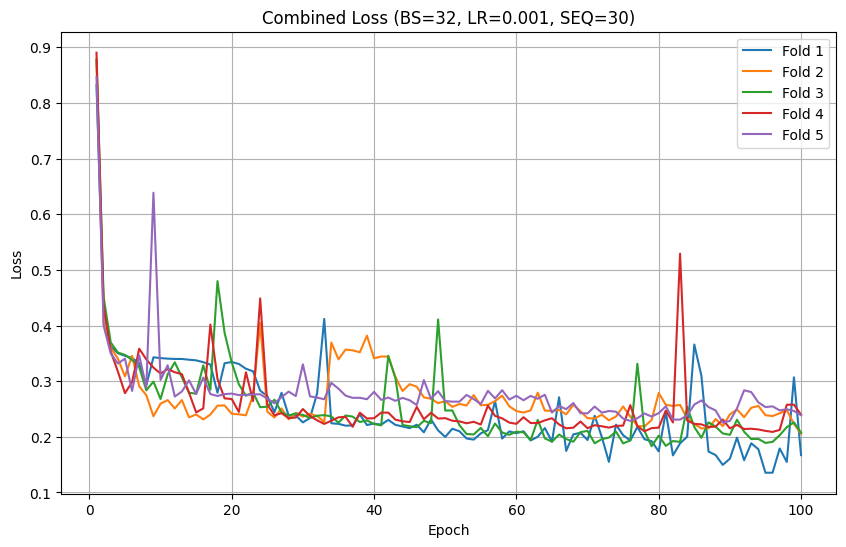 Combined Loss (BS=32, LR=0.001, SEQ=30)
Fold 1
Fold 2
Fold 3
Fold 4
Fold 5
Loss
0.9
0.8
0.7
0.6
0.5
0.4
0.3
0.2
0.1
0 20 40 60 80 100
Epoch